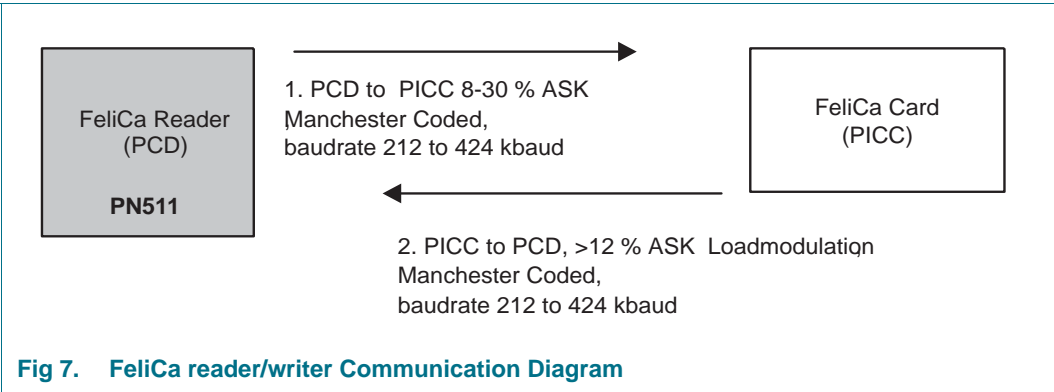 FeliCa Reader
(PCD)
PN511
1. PCD to PICC 8-30 % ASK
,Manchester Coded,
baudrate 212 to 424 kbaud
FeliCa Card
(PICC)
2. PICC to PCD, >12 % ASK Loadmodulation,
Manchester Coded,
baudrate 212 to 424 kbaud
Fig 7. FeliCa reader/writer Communication Diagram